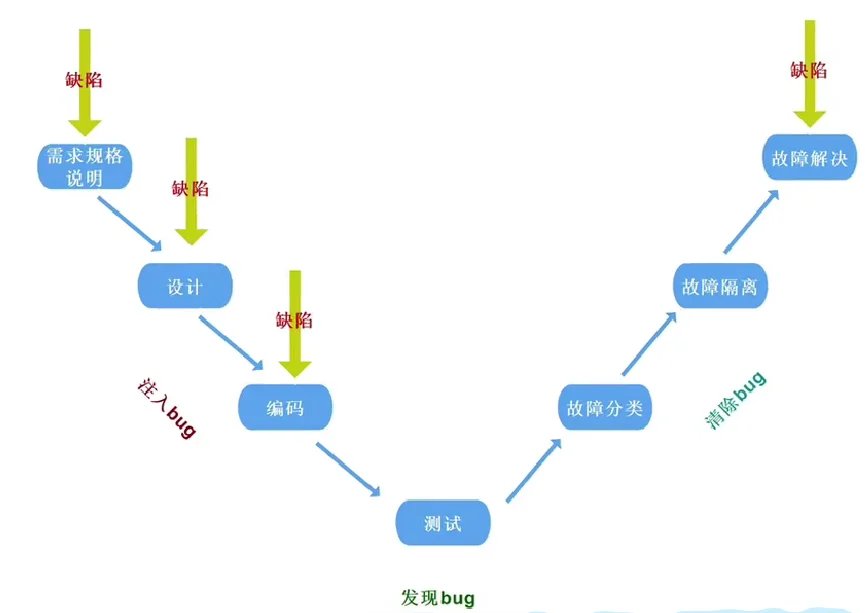 缺陷
缺陷
需求规格
说明
故障解决
缺陷
设计
故障隔离
缺陷
注入bug
编码
故障分类
清除bug
测试
发现bug